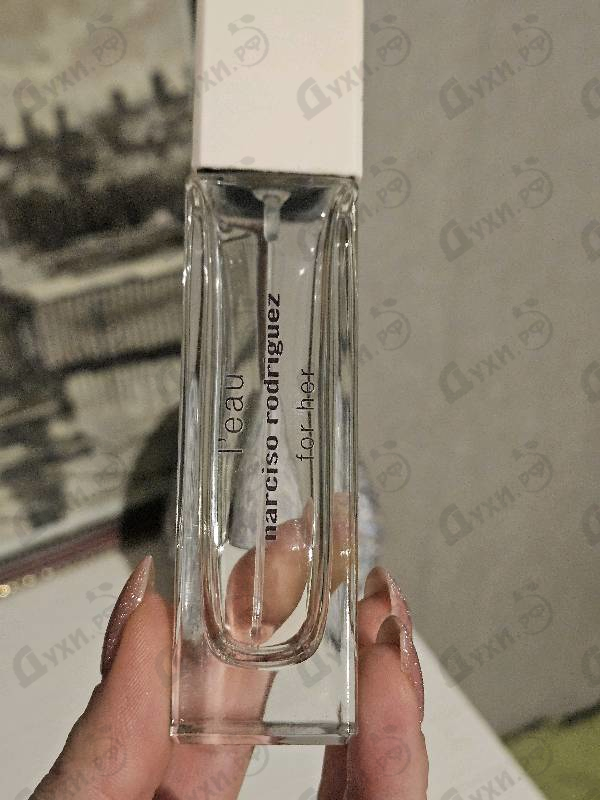 l'eau
narciso rodriguez
for her
Духи.рф